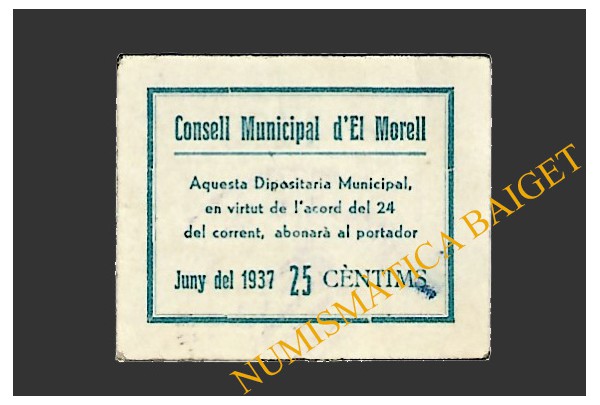 Consell Municipal d'El Morell
Aquesta Dipositaria Municipal,
en virtut de l'acord del 24
del corrent, abonarà al portador
Juny del 1937 25 CÈNTIMS
NUMISMATICA BAIGET